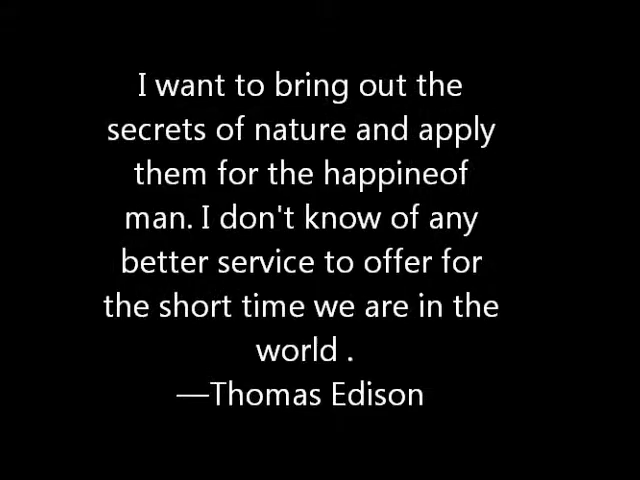 I want to bring out the
secrets of nature and apply
them for the happineof
man. I don't know of any
better service to offer for
the short time we are in the
world .
—Thomas Edison